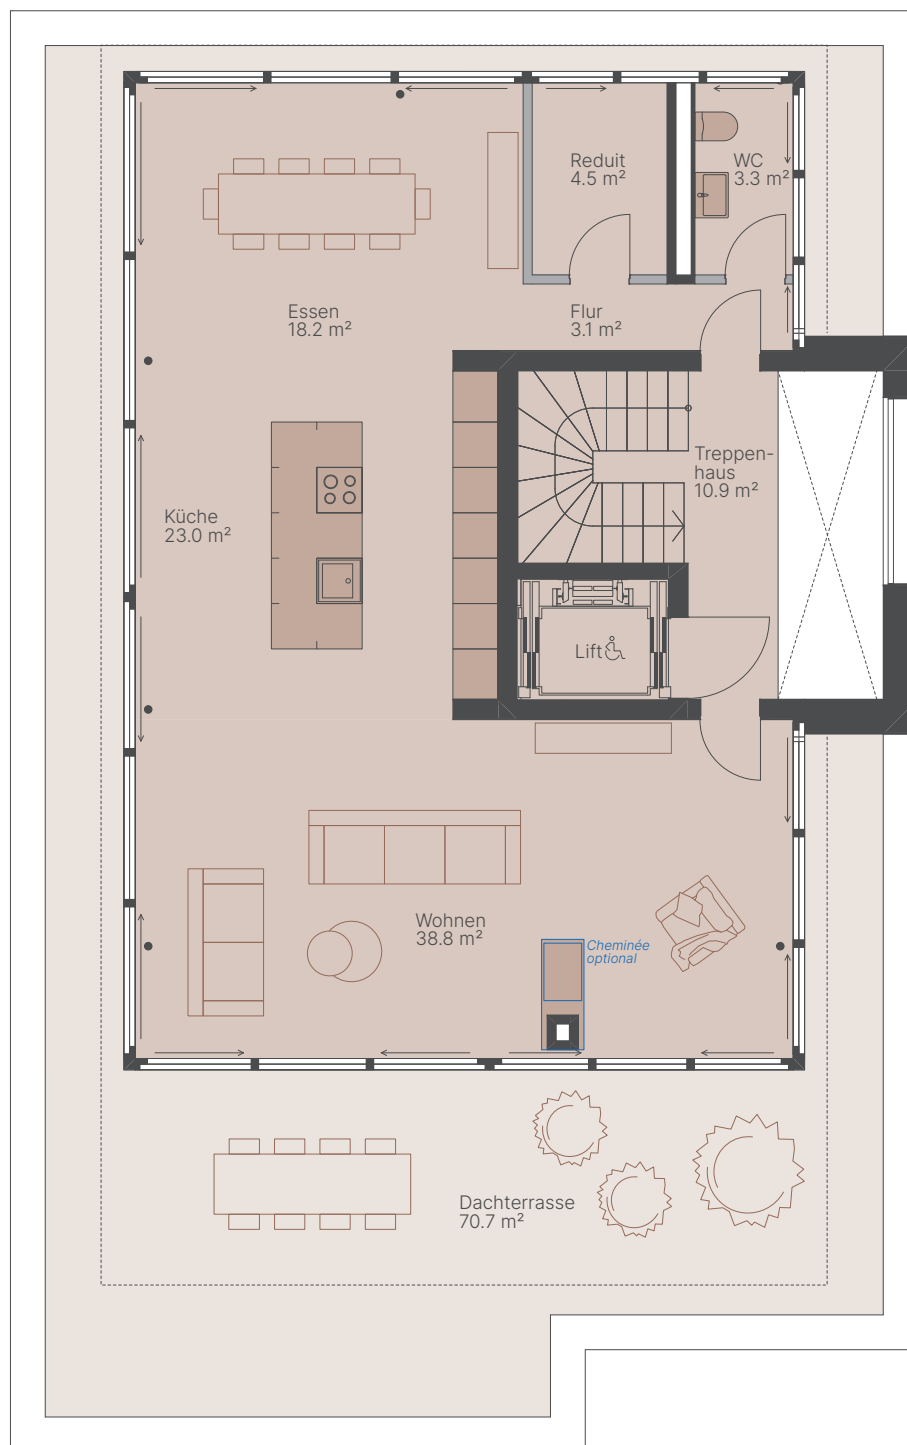 Reduit
4.5 m²
WC
3.3 m²
Essen
18.2 m²
Flur
3.1 m²
Treppen-
haus
10.9 m²
Küche
23.0 m²
Lift
Wohnen
38.8 m²
Cheminée
optional
Dachterrasse
70.7 m²